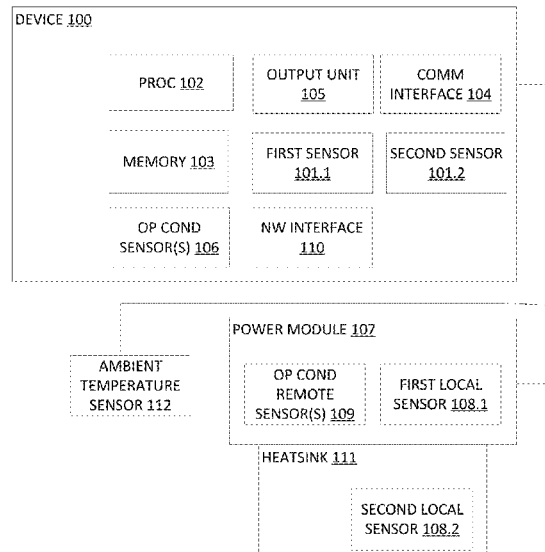 DEVICE 100
PROC 102
OUTPUT UNIT
105
COMM
INTERFACE 104
MEMORY 103
FIRST SENSOR
101.1
SECOND SENSOR
101.2
OP COND
SENSOR(S) 106
NW INTERFACE
110
POWER MODULE 107
AMBIENT
TEMPERATURE
SENSOR 112
OP COND
REMOTE
SENSOR(S) 109
FIRST LOCAL
SENSOR 108.1
HEATSINK 111
SECOND LOCAL
SENSOR 108.2